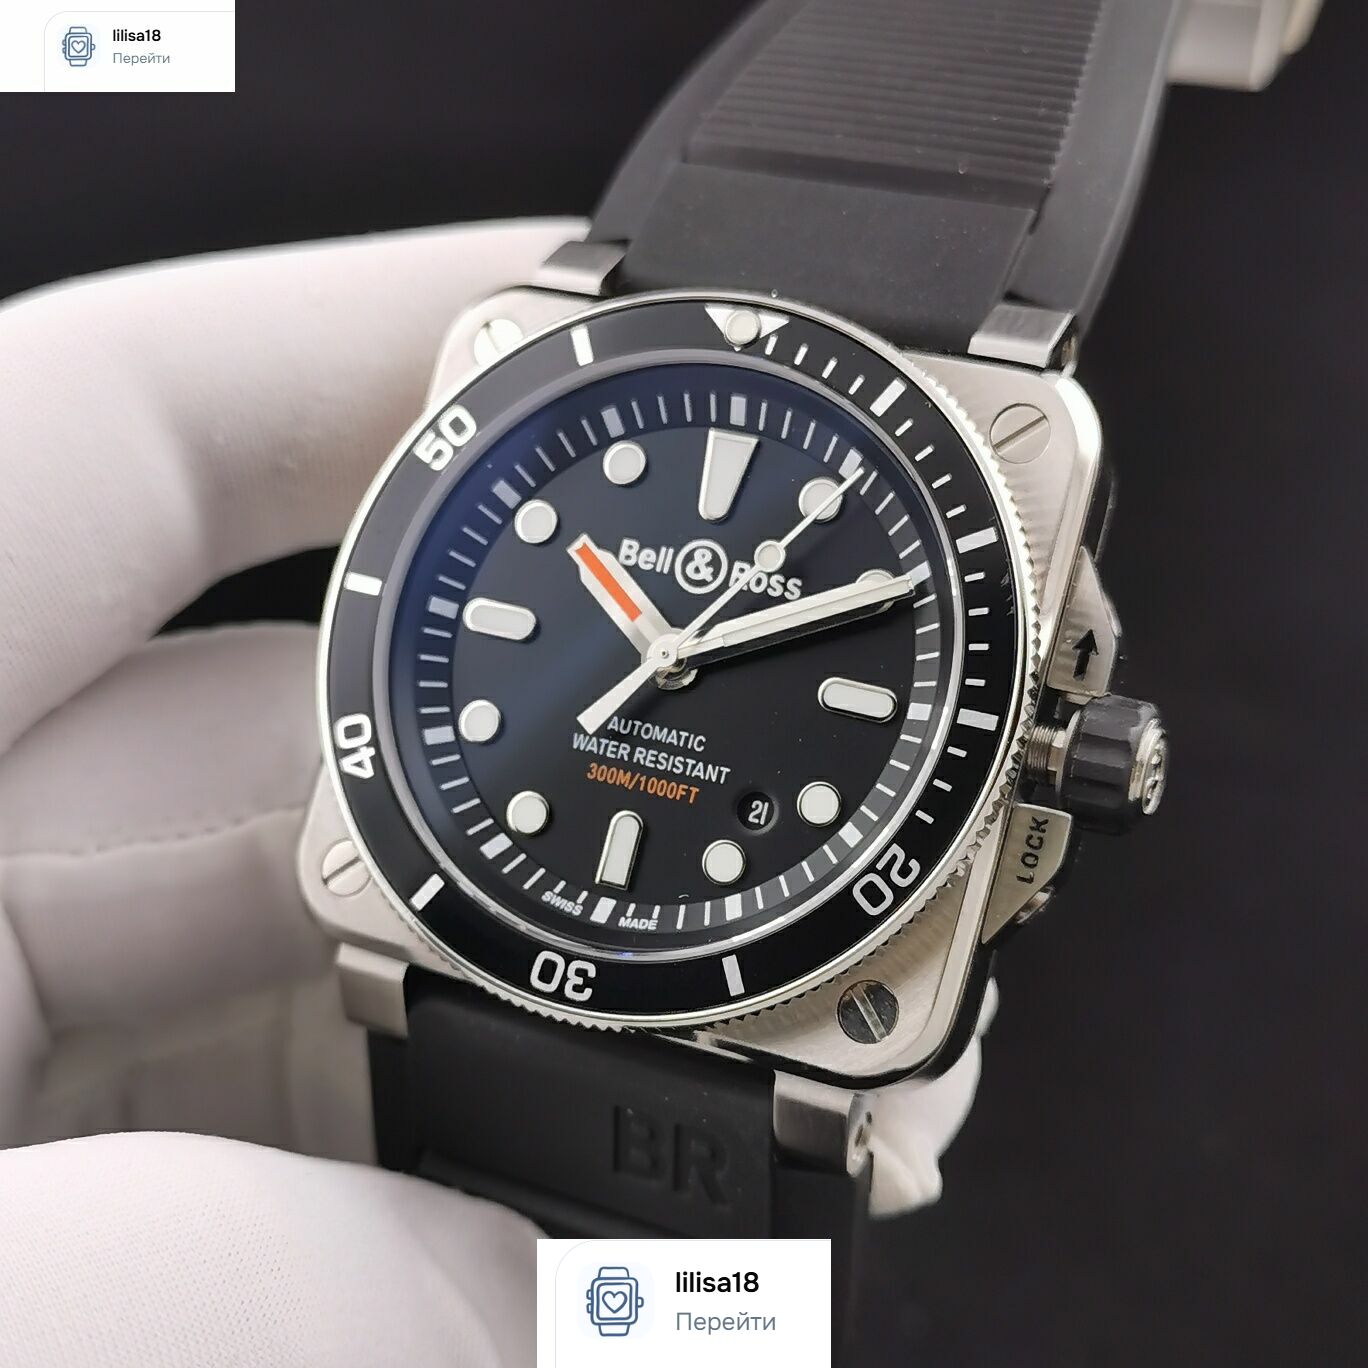 lilisa18
Перейти
50
Bell & Ross
40
AUTOMATIC
WATER RESISTANT
300M/1000FT
21
LOCK
20
SWISS MADE
30
BR
lilisa18
Перейти